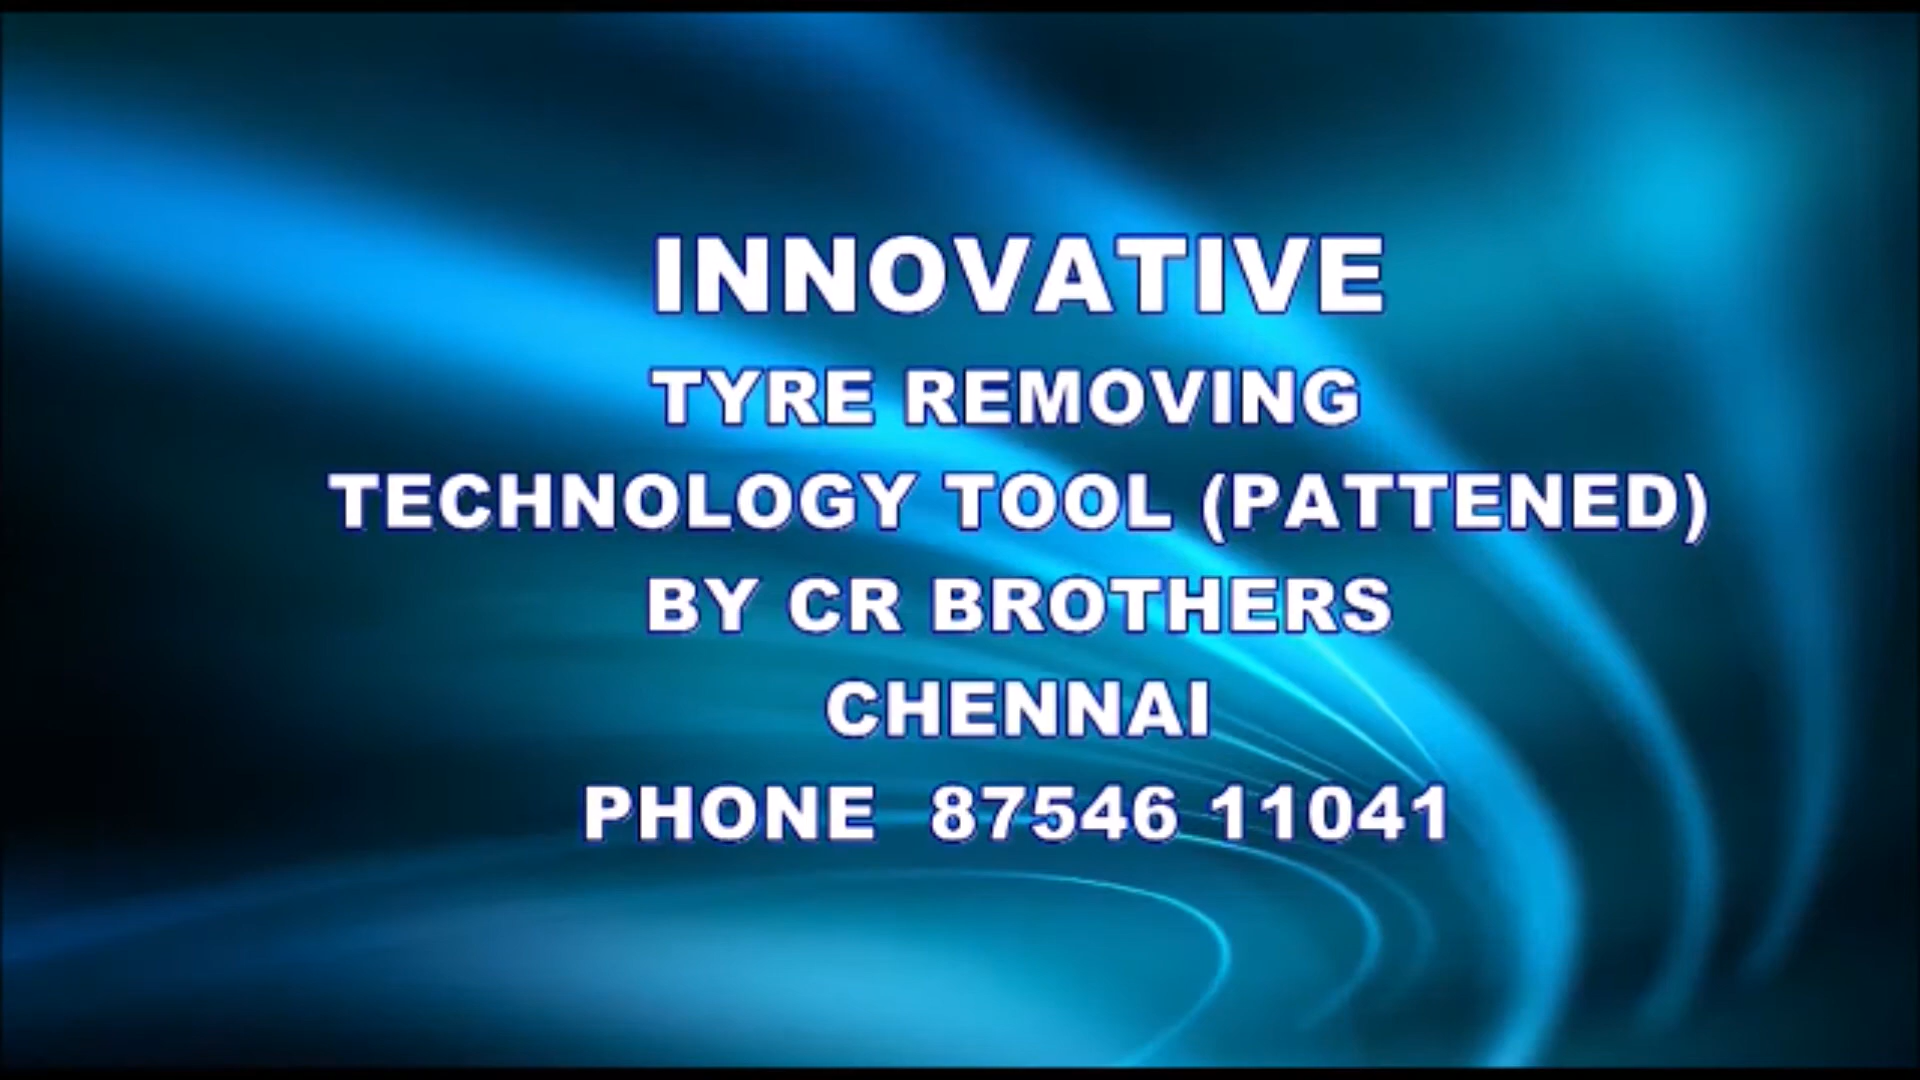 INNOVATIVE
TYRE REMOVING
TECHNOLOGY TOOL (PATTENED)
BY CR BROTHERS
CHENNAI
PHONE  87546 11041